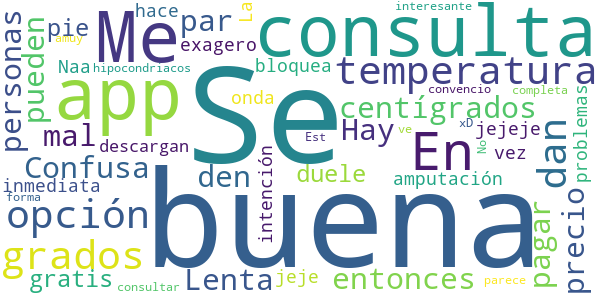 hace
La
interesante
personas
pueden
pie
amuy
Me
par
exagero
consulta
Naa
hipocondríacos
bloquea
temperatura
convencio
completa
app
Se
onda
centígrados
problemas
mal
descargan
Est
Hay
xD
jejeje
ve
No
vez
En
dan
Confusa
den
intención
duele
amputación
inmediata
forma
opción
buena
pagar
precio
grados
gratis
consultar
Lenta
jeje
entonces
parece